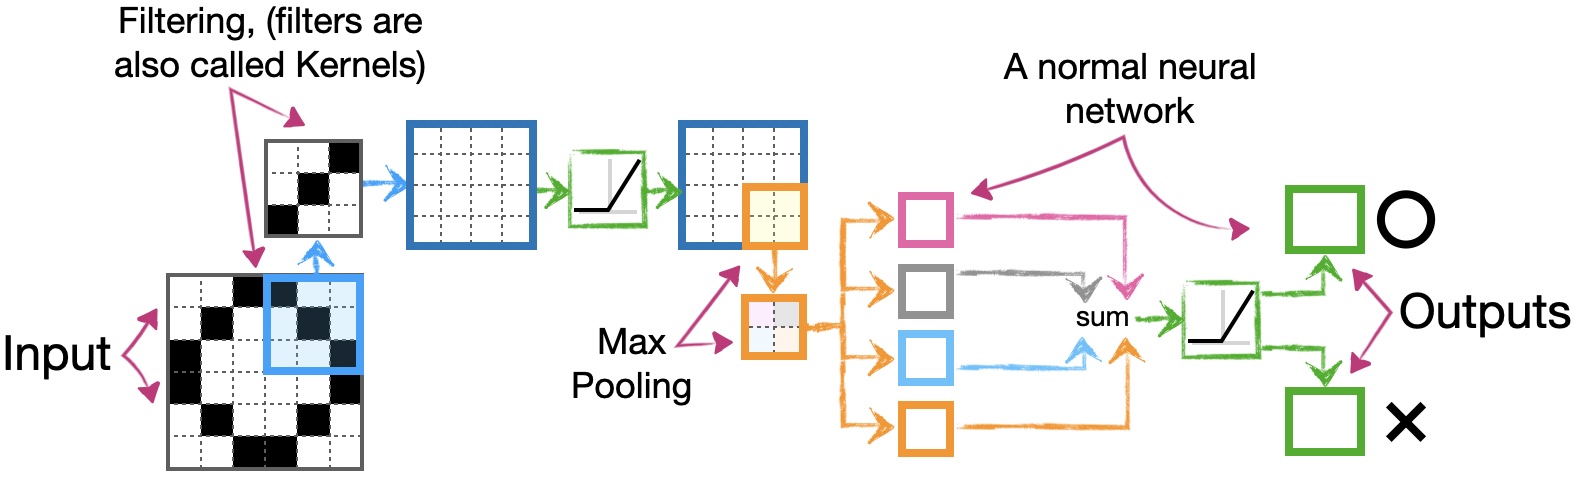 Filtering, (filters are
also called Kernels)
A normal neural
network
Input
Max
Pooling
sum
Outputs